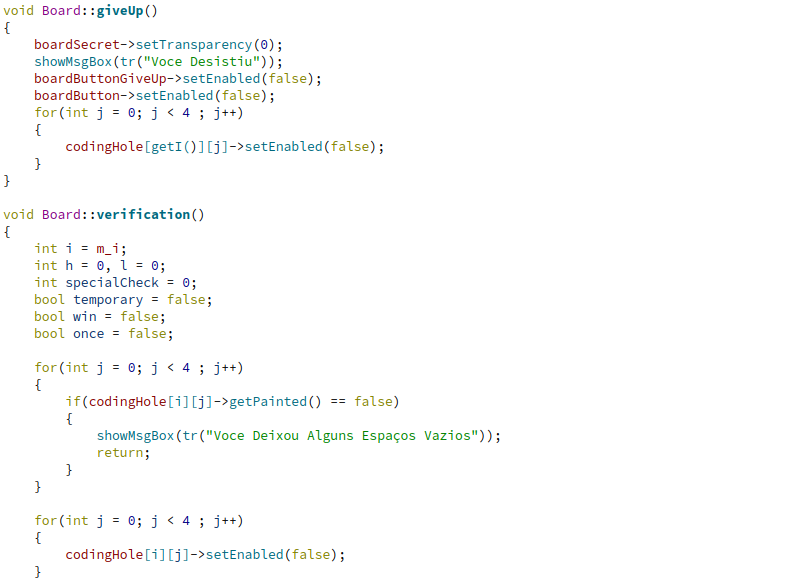 void Board::giveUp()
{
    boardSecret->setTransparency(0);
    showMsgBox(tr("Voce Desistiu"));
    boardButtonGiveUp->setEnabled(false);
    boardButton->setEnabled(false);
    for(int j = 0; j < 4 ; j++)
    {
        codingHole[getI()][j]->setEnabled(false);
    }
}

void Board::verification()
{
    int i = m_i;
    int h = 0, l = 0;
    int specialCheck = 0;
    bool temporary = false;
    bool win = false;
    bool once = false;

    for(int j = 0; j < 4 ; j++)
    {
        if(codingHole[i][j]->getPainted() == false)
        {
            showMsgBox(tr("Voce Deixou Alguns Espaços Vazios"));
            return;
        }
    }

    for(int j = 0; j < 4 ; j++)
    {
        codingHole[i][j]->setEnabled(false);
    }